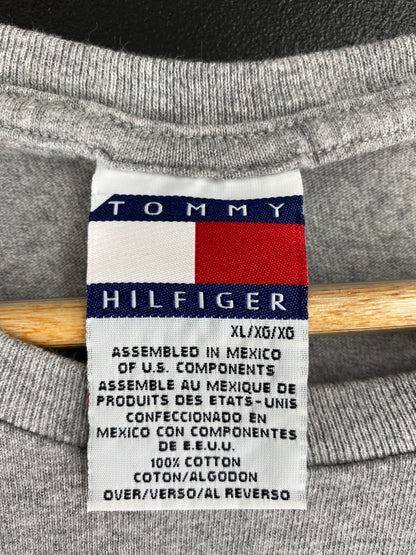 TOMMY
HILFIGER
XL/XG/XG
ASSEMBLED IN MEXICO
OF U.S. COMPONENTS
ASSEMBLE AU MEXIQUE DE
PRODUITS DES ETATS-UNIS
CONFECCIONADO EN
MEXICO CON COMPONENTES
DE E.E.U.U.
100% COTTON
COTON/ALGODON
OVER/VERSO/AL REVERSO